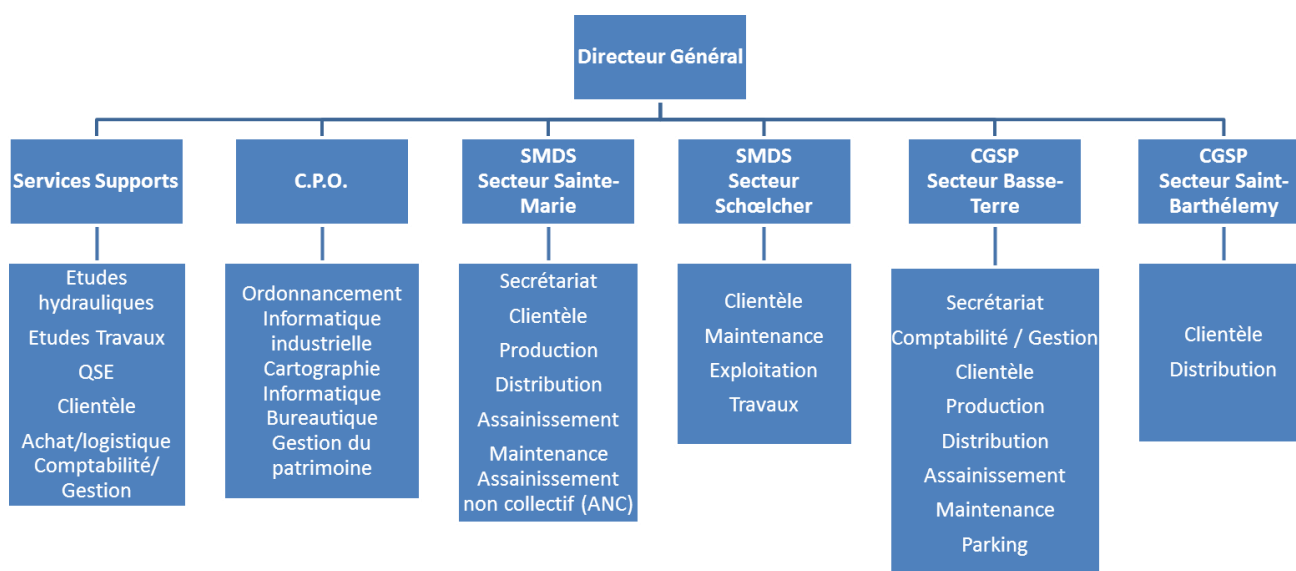 Directeur
Général
Services Supports
C.P.O.
SMDS
Secteur Sainte-
Marie
SMDS
Secteur
Schœlcher
CGSP
Secteur Basse-
Terre
CGSP
Secteur Saint-
Barthélemy
Etudes
hydrauliques
Etudes Travaux
QSE
Clientèle
Achat/logistique
Comptabilité/
Gestion
Ordonnancement
Informatique
industrielle
Cartographie
Informatique
Bureautique
Gestion du
patrimoine
Secrétariat
Clientèle
Production
Distribution
Assainissement
Maintenance
Assainissement
non collectif (ANC)
Clientèle
Maintenance
Exploitation
Travaux
Secrétariat
Comptabilité / Gestion
Clientèle
Production
Distribution
Assainissement
Maintenance
Parking
Clientèle
Distribution